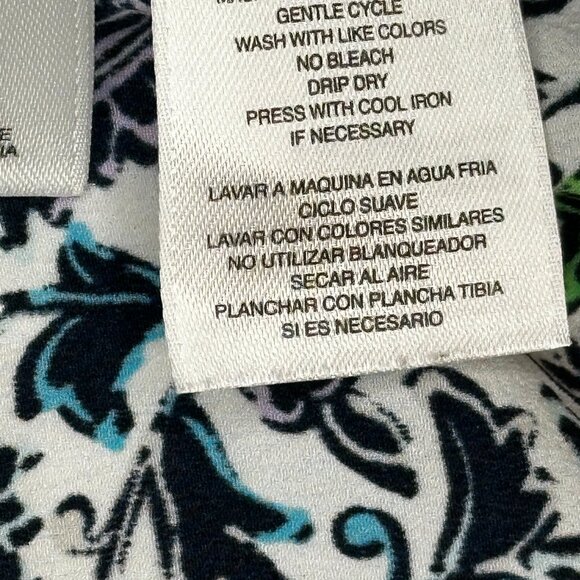 GENTLE CYCLE
WASH WITH LIKE COLORS
NO BLEACH
DRIP DRY
PRESS WITH COOL IRON
IF NECESSARY
LAVAR A MAQUINA EN AGUA FRIA
CICLO SUAVE
LAVAR CON COLORES SIMILARES
NO UTILIZAR BLANQUEADOR
SECAR AL AIRE
PLANCHAR CON PLANCHA TIBIA
SI ES NECESARIO